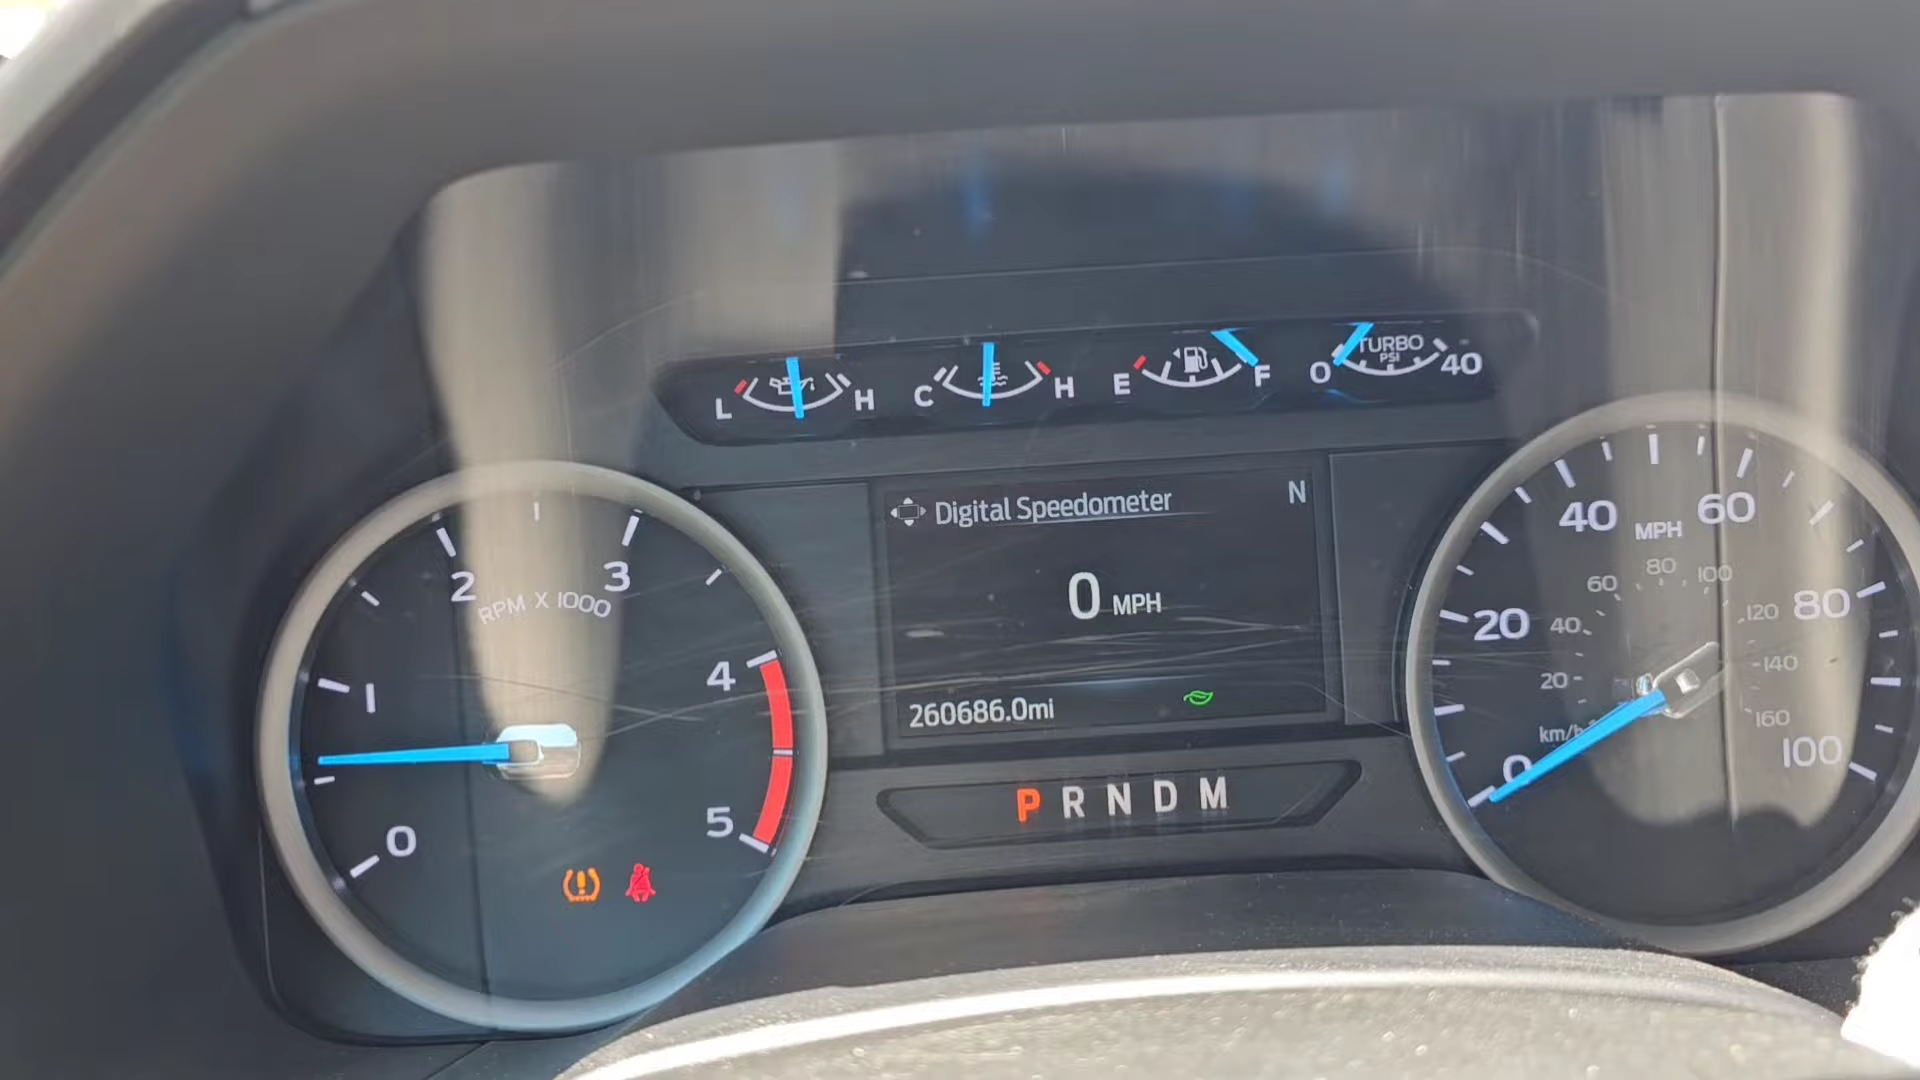 L H C H E F 0 TURBO PSI 40
Digital Speedometer N
0 MPH
260686.0mi
P R N D M
0 1 2 3 4 5
RPM X 1000
0 20 40 60 80 100
MPH
20 40 60 80 100 120 140 160
km/h